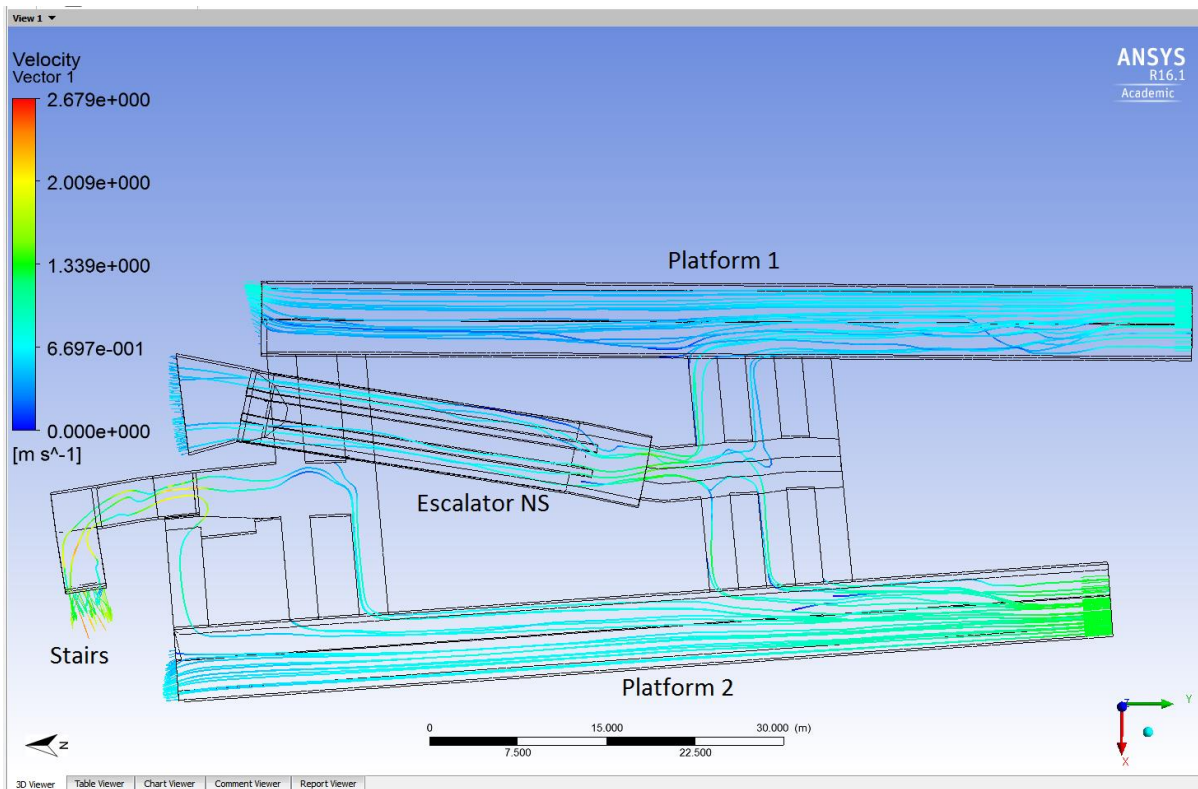 View 1
Velocity
Vector 1
ANSYS
R16.1
Academic
2.679e+000
2.009e+000
1.339e+000
6.697e-001
0.000e+000
[m s^-1]
Platform 1
Escalator NS
Stairs
Platform 2
N
0 15.000 30.000 (m)
7.500 22.500
Z
Y
X
3D Viewer Table Viewer Chart Viewer Comment Viewer Report Viewer